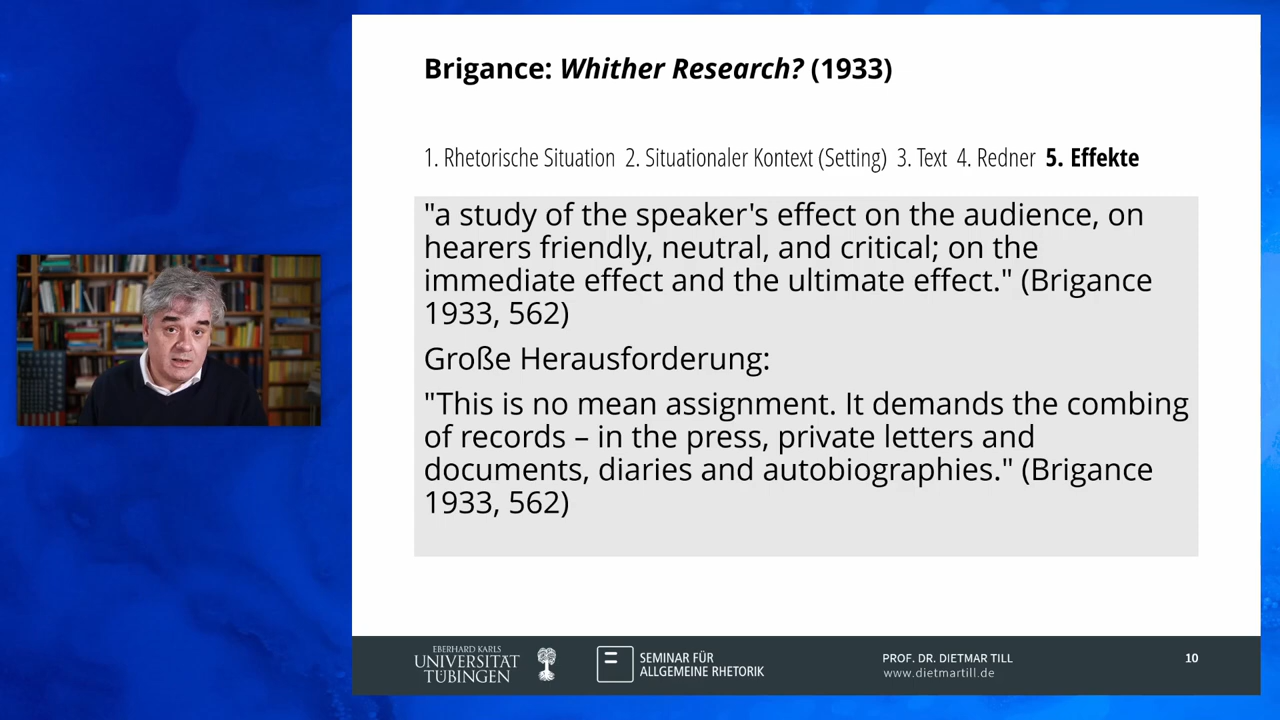 Brigance: Whither Research? (1933)
1. Rhetorische Situation 2. Situationaler Kontext (Setting) 3. Text 4. Redner 5. Effekte
"a study of the speaker's effect on the audience, on
hearers friendly, neutral, and critical; on the
immediate effect and the ultimate effect." (Brigance
1933, 562)
Große Herausforderung:
"This is no mean assignment. It demands the combing
of records – in the press, private letters and
documents, diaries and autobiographies." (Brigance
1933, 562)
EBERHARD KARLS
UNIVERSITÄT
TÜBINGEN
SEMINAR FÜR
ALLGEMEINE RHETORIK
PROF. DR. DIETMAR TILL
www.dietmartill.de
10